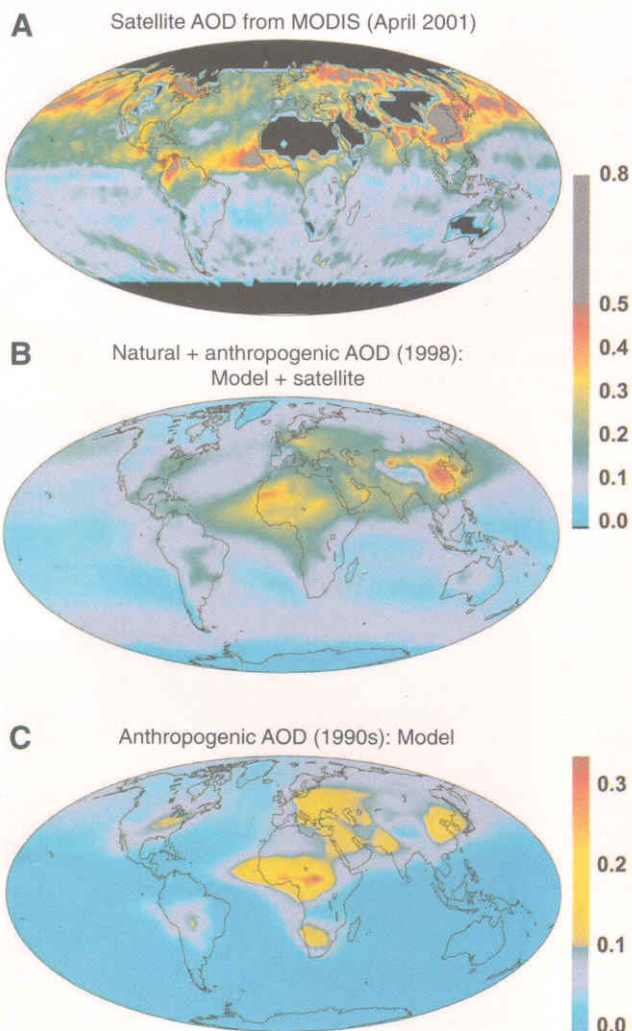 A
Satellite AOD from MODIS (April 2001)
0.8
0.5
0.4
0.3
0.2
0.1
0.0
B
Natural + anthropogenic AOD (1998):
Model + satellite
C
Anthropogenic AOD (1990s): Model
0.3
0.2
0.1
0.0